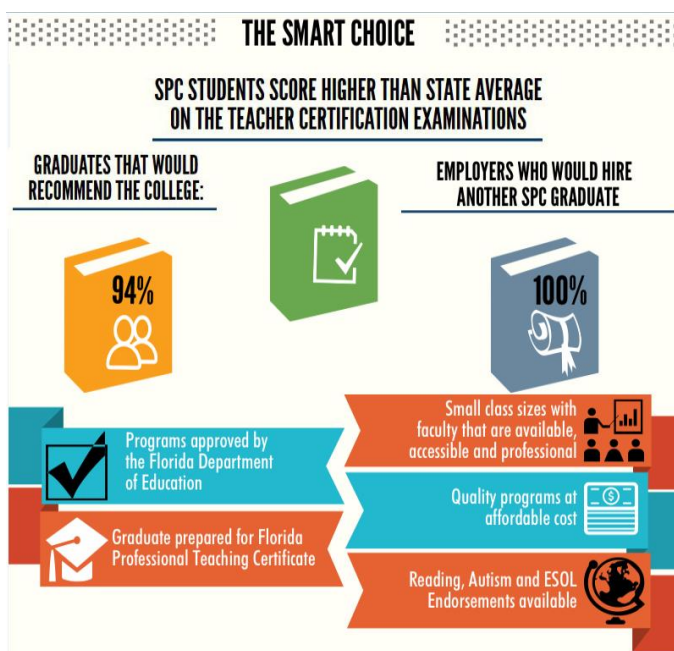 THE SMART CHOICE
SPC STUDENTS SCORE HIGHER THAN STATE AVERAGE
ON THE TEACHER CERTIFICATION EXAMINATIONS
GRADUATES THAT WOULD
RECOMMEND THE COLLEGE:
94%
EMPLOYERS WHO WOULD HIRE
ANOTHER SPC GRADUATE
100%
Programs approved by
the Florida Department
of Education
Graduate prepared for Florida
Professional Teaching Certificate
Small class sizes with
faculty that are available,
accessible and professional
Quality programs at
affordable cost
Reading, Autism and ESOL
Endorsements available